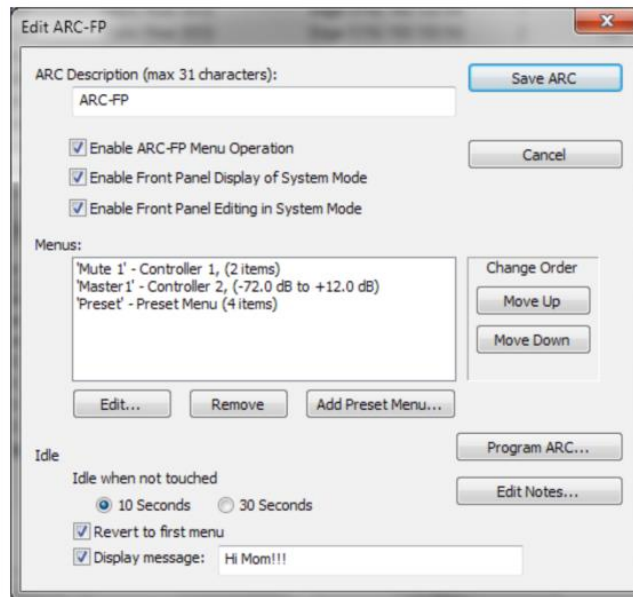 Edit ARC-FP
ARC Description (max 31 characters):
ARC-FP
Save ARC
Enable ARC-FP Menu Operation
Cancel
Enable Front Panel Display of System Mode
Enable Front Panel Editing in System Mode
Menus:
'Mute 1' - Controller 1, (2 items)
'Master1' - Controller 2, (-72.0 dB to +12.0 dB)
'Preset' - Preset Menu (4 items)
Change Order
Move Up
Move Down
Edit...
Remove
Add Preset Menu...
Program ARC...
Idle
Idle when not touched
Edit Notes...
10 Seconds
30 Seconds
Revert to first menu
Display message:
Hi Mom!!!